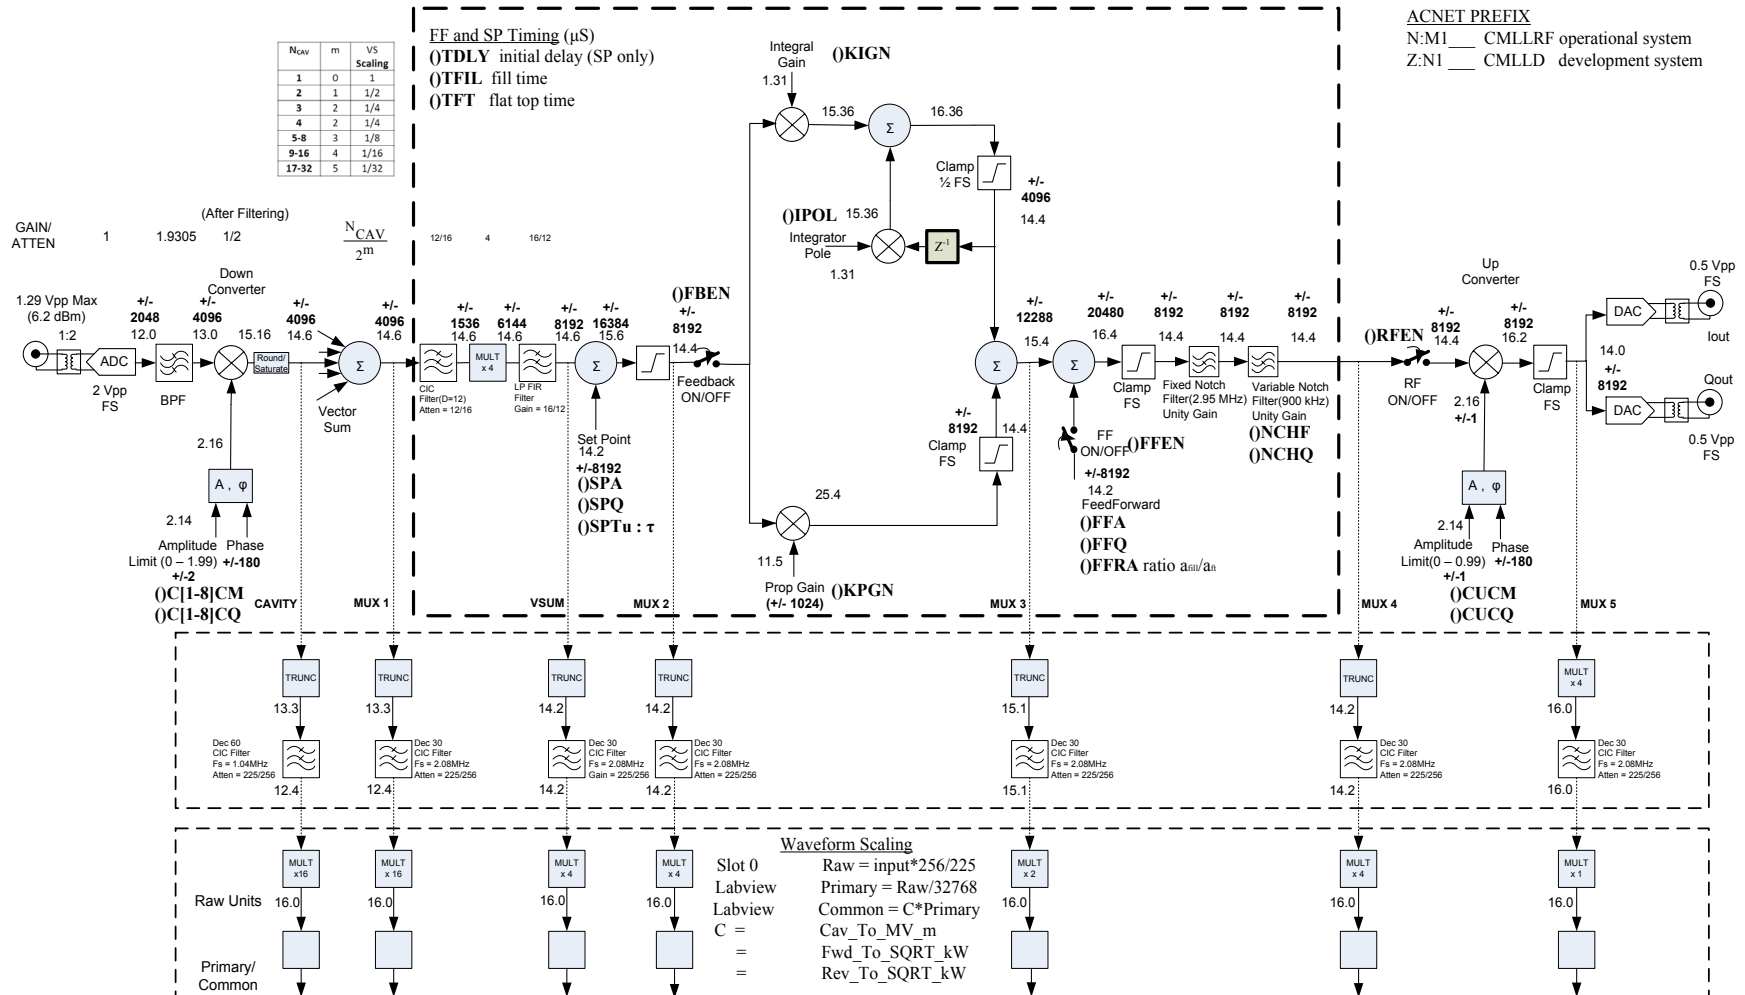 ACNET PREFIX
N:M1___ CMLLRF operational system
Z:N1 ___ CMLLD development system
FF and SP Timing (µS)
()TDLY initial delay (SP only)
()TFIL fill time
()TFT flat top time
N_CAV m VS Scaling
1 0 1
2 1 1/2
3 2 1/4
4 2 1/4
5-8 3 1/8
9-16 4 1/16
17-32 5 1/32
Integral
Gain
()KIGN
1.31
15.36
Σ
16.36
Clamp
½ FS
+/-
4096
14.4
()IPOL
15.36
Integrator
Pole
1.31
Z⁻¹
(After Filtering)
GAIN/
ATTEN
1
1.9305
1/2
N_CAV
2^m
12/16
4
16/12
1.29 Vpp Max
(6.2 dBm)
1:2
ADC
2 Vpp
FS
+/-
2048
12.0
BPF
Down
Converter
+/-
4096
13.0
15.16
Round/
Saturate
+/-
4096
14.6
Σ
Vector
Sum
+/-
4096
14.6
2.16
A , φ
2.14
Amplitude
Limit (0 – 1.99)
+/-2
Phase
+/-180
()C[1-8]CM
()C[1-8]CQ
CIC
Filter(D=12)
Atten = 12/16
+/-
1536
14.6
MULT
x 4
+/-
6144
14.6
LP FIR
Filter
Gain = 16/12
+/-
8192
14.6
Σ
+/-
16384
15.6
Set Point
14.2
+/-8192
()SPA
()SPQ
()SPTu : τ
()FBEN
+/-
8192
14.4
Feedback
ON/OFF
25.4
11.5
Prop Gain
(+/- 1024)
()KPGN
+/-
8192
14.4
Clamp
FS
Σ
+/-
12288
15.4
Σ
+/-
20480
16.4
FF
ON/OFF
()FFEN
+/-8192
14.2
FeedForward
()FFA
()FFQ
()FFRA ratio afill/aft
Clamp
FS
+/-
8192
14.4
Fixed Notch
Filter(2.95 MHz)
Unity Gain
+/-
8192
14.4
Variable Notch
Filter(900 kHz)
Unity Gain
()NCHF
()NCHQ
+/-
8192
14.4
()RFEN
RF
ON/OFF
+/-
8192
14.4
Up
Converter
+/-
8192
16.2
Clamp
FS
2.16
+/-1
A , φ
2.14
Amplitude
Limit(0 – 0.99)
+/-1
Phase
+/-180
()CUCM
()CUCQ
14.0
+/-
8192
DAC
0.5 Vpp
FS
Iout
DAC
Qout
0.5 Vpp
FS
CAVITY
MUX 1
VSUM
MUX 2
MUX 3
MUX 4
MUX 5
TRUNC
TRUNC
TRUNC
TRUNC
TRUNC
TRUNC
MULT
x 4
13.3
13.3
14.2
14.2
15.1
14.2
16.0
Dec 60
CIC Filter
Fs = 1.04MHz
Atten = 225/256
Dec 30
CIC Filter
Fs = 2.08MHz
Atten = 225/256
Dec 30
CIC Filter
Fs = 2.08MHz
Gain = 225/256
Dec 30
CIC Filter
Fs = 2.08MHz
Atten = 225/256
Dec 30
CIC Filter
Fs = 2.08MHz
Atten = 225/256
Dec 30
CIC Filter
Fs = 2.08MHz
Atten = 225/256
Dec 30
CIC Filter
Fs = 2.08MHz
Atten = 225/256
12.4
12.4
14.2
14.2
15.1
14.2
16.0
MULT
x16
MULT
x 16
MULT
x 4
MULT
x 4
MULT
x 2
MULT
x 4
MULT
x 1
Raw Units
16.0
16.0
16.0
16.0
16.0
16.0
16.0
Waveform Scaling
Slot 0 Raw = input*256/225
Labview Primary = Raw/32768
Labview Common = C*Primary
C = Cav_To_MV_m
= Fwd_To_SQRT_kW
= Rev_To_SQRT_kW
Primary/
Common